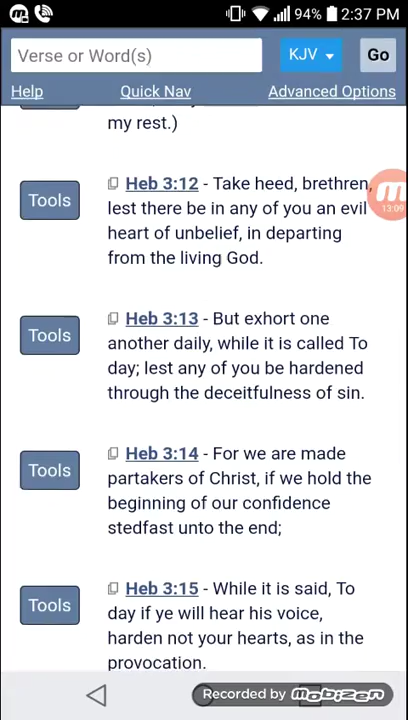 94% 2:37 PM
Verse or Word(s) KJV Go
Help Quick Nav Advanced Options
my rest.)
Tools
Heb 3:12 - Take heed, brethren,
lest there be in any of you an evil
heart of unbelief, in departing
from the living God.
13:09
Tools
Heb 3:13 - But exhort one
another daily, while it is called To
day; lest any of you be hardened
through the deceitfulness of sin.
Tools
Heb 3:14 - For we are made
partakers of Christ, if we hold the
beginning of our confidence
stedfast unto the end;
Tools
Heb 3:15 - While it is said, To
day if ye will hear his voice,
harden not your hearts, as in the
provocation.
Recorded by mobizen